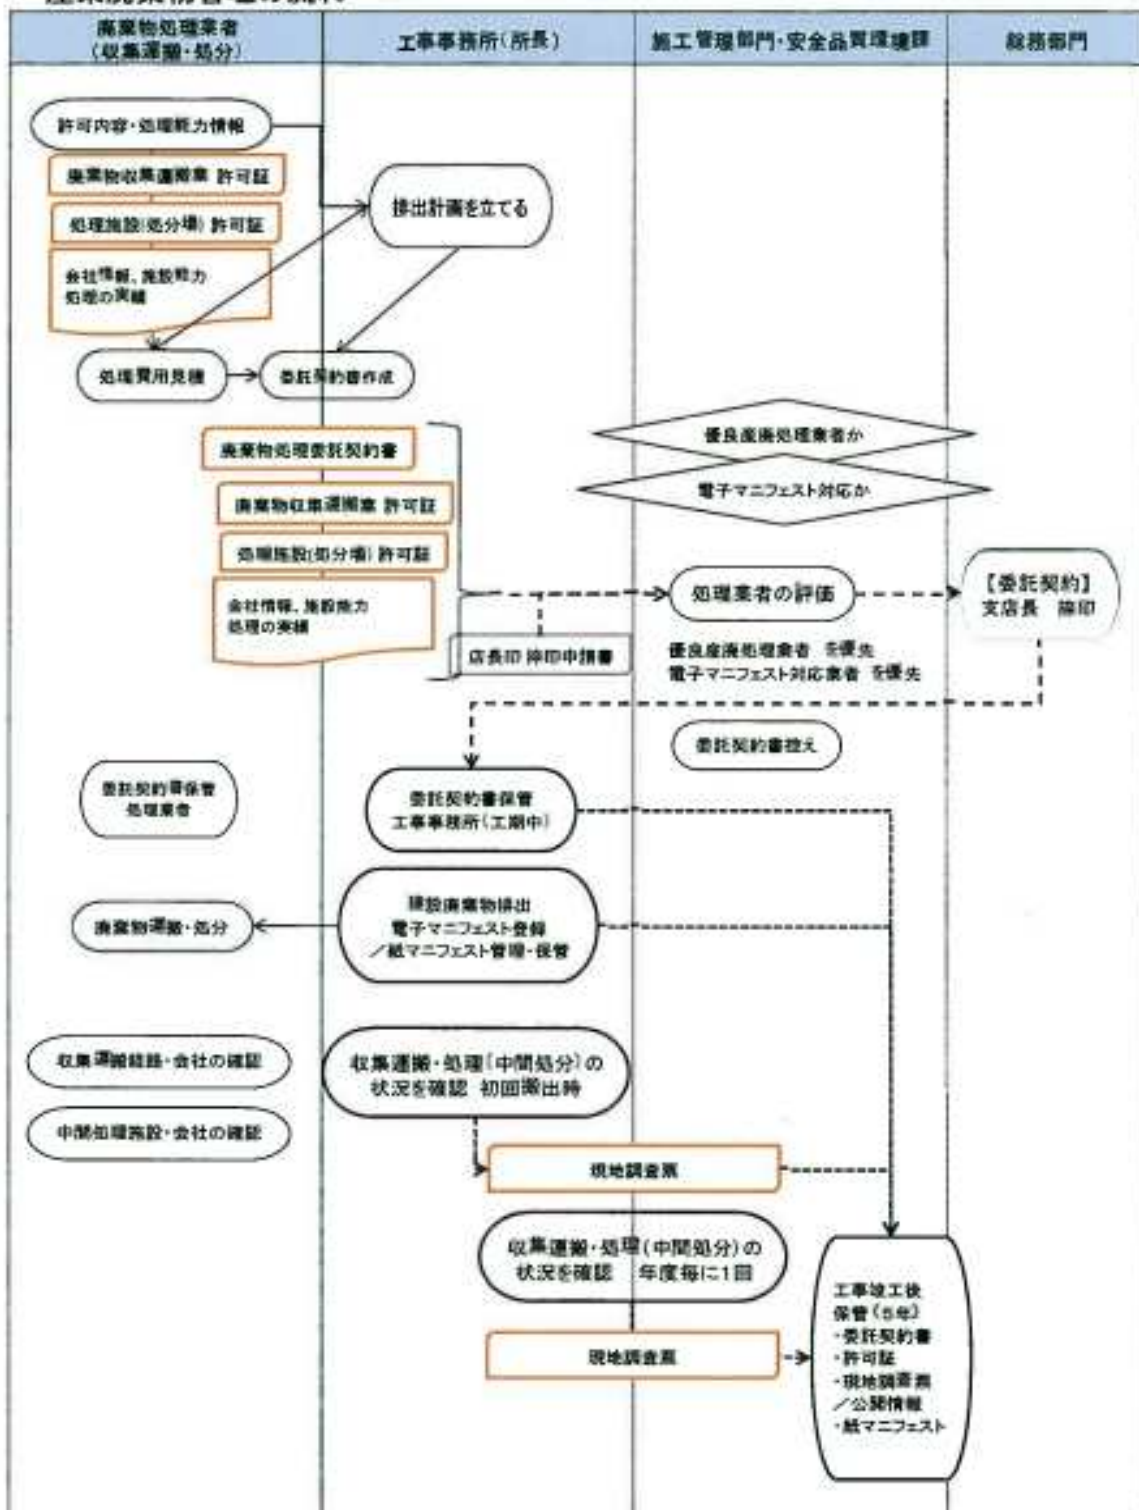 廃棄物処理業者
(収集運搬・処分)
工事事務所(所長)
施工管理部門・安全品質環境課
総務部門
許可内容・処理能力情報
廃棄物収集運搬業 許可証
処理施設(処分場) 許可証
会社情報、施設能力
処理の実績
排出計画を立てる
処理費用見積
委託契約書作成
廃棄物処理委託契約書
廃棄物収集運搬業 許可証
処理施設(処分場) 許可証
会社情報、施設能力
処理の実績
店長印 捺印申請書
優良産廃処理業者か
電子マニフェスト対応か
処理業者の評価
優良産廃処理業者 を優先
電子マニフェスト対応業者 を優先
【委託契約】
支店長 捺印
委託契約書控え
委託契約書保管
処理業者
委託契約書保管
工事事務所(工期中)
建設廃棄物排出
電子マニフェスト登録
/紙マニフェスト管理・保管
廃棄物運搬・処分
収集運搬経路・会社の確認
中間処理施設・会社の確認
収集運搬・処理(中間処分)の
状況を確認 初回搬出時
現地調査票
収集運搬・処理(中間処分)の
状況を確認 年度毎に1回
現地調査票
工事竣工後
保管(5年)
・委託契約書
・許可証
・現地調査票
/公開情報
・紙マニフェスト